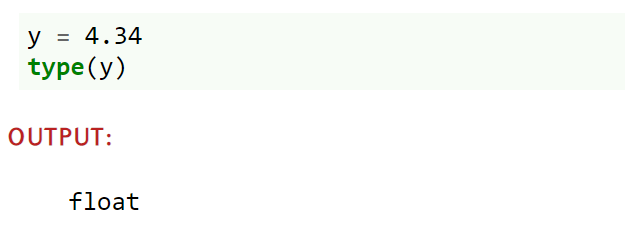 y = 4.34
type(y)
OUTPUT:
float